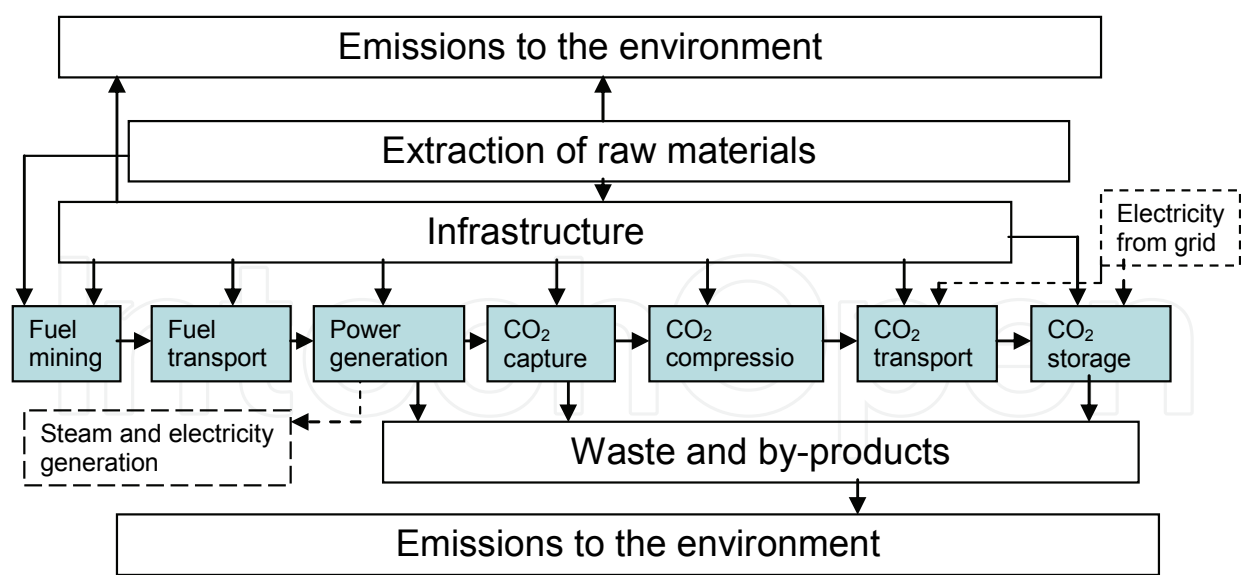 Emissions to the environment
Extraction of raw materials
Infrastructure
Electricity
from grid
Fuel
mining
Fuel
transport
Power
generation
CO₂
capture
CO₂
compressio
CO₂
transport
CO₂
storage
Steam and electricity
generation
Waste and by-products
Emissions to the environment
IntechOpen